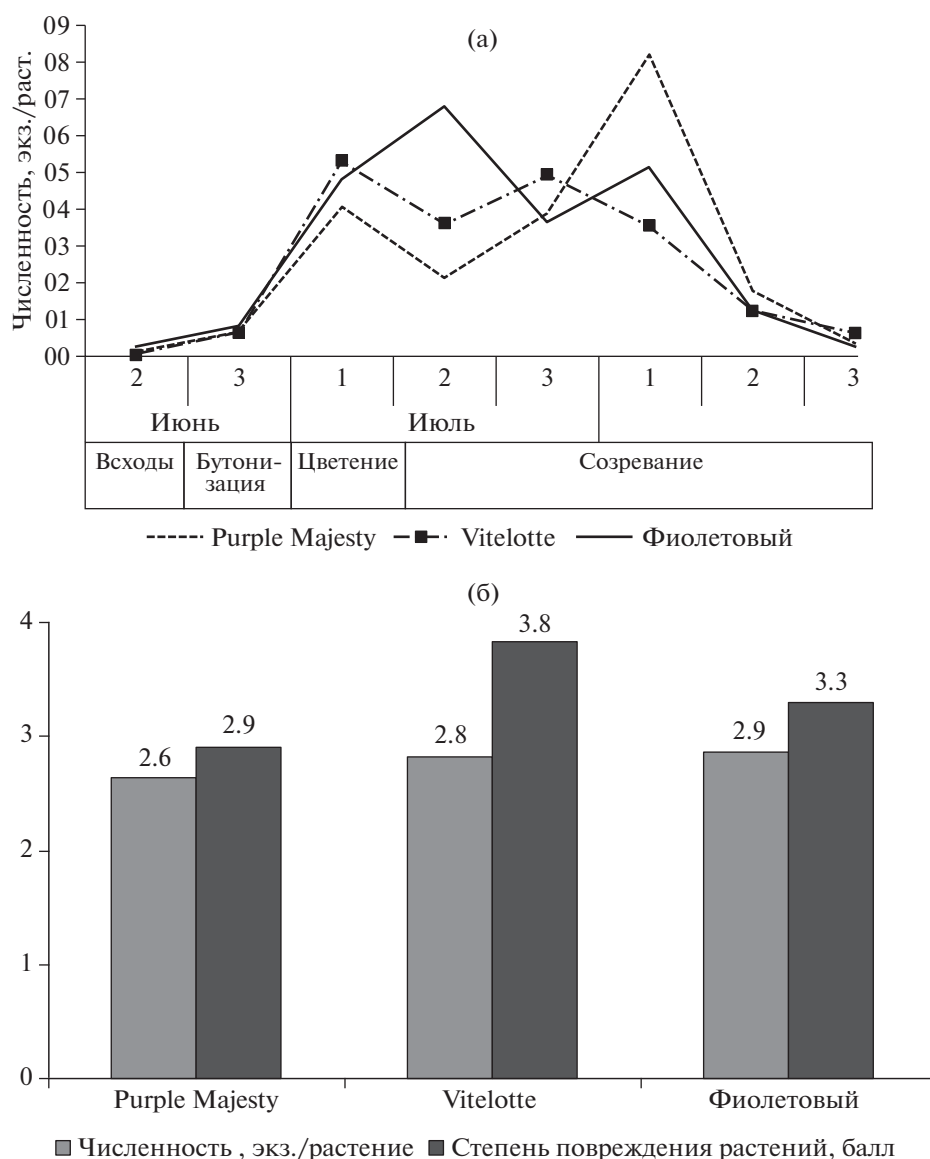 (а)
Численность, экз./раст.
09
08
07
06
05
04
03
02
01
00
2 3 1 2 3 1 2 3
Июнь Июль
Всходы Бутони- Цветение Созревание
зация
Purple Majesty Vitelotte Фиолетовый
(б)
4
3
2
1
0
2.6 2.9 2.8 3.8 2.9 3.3
Purple Majesty Vitelotte Фиолетовый
Численность , экз./растение Степень повреждения растений, балл